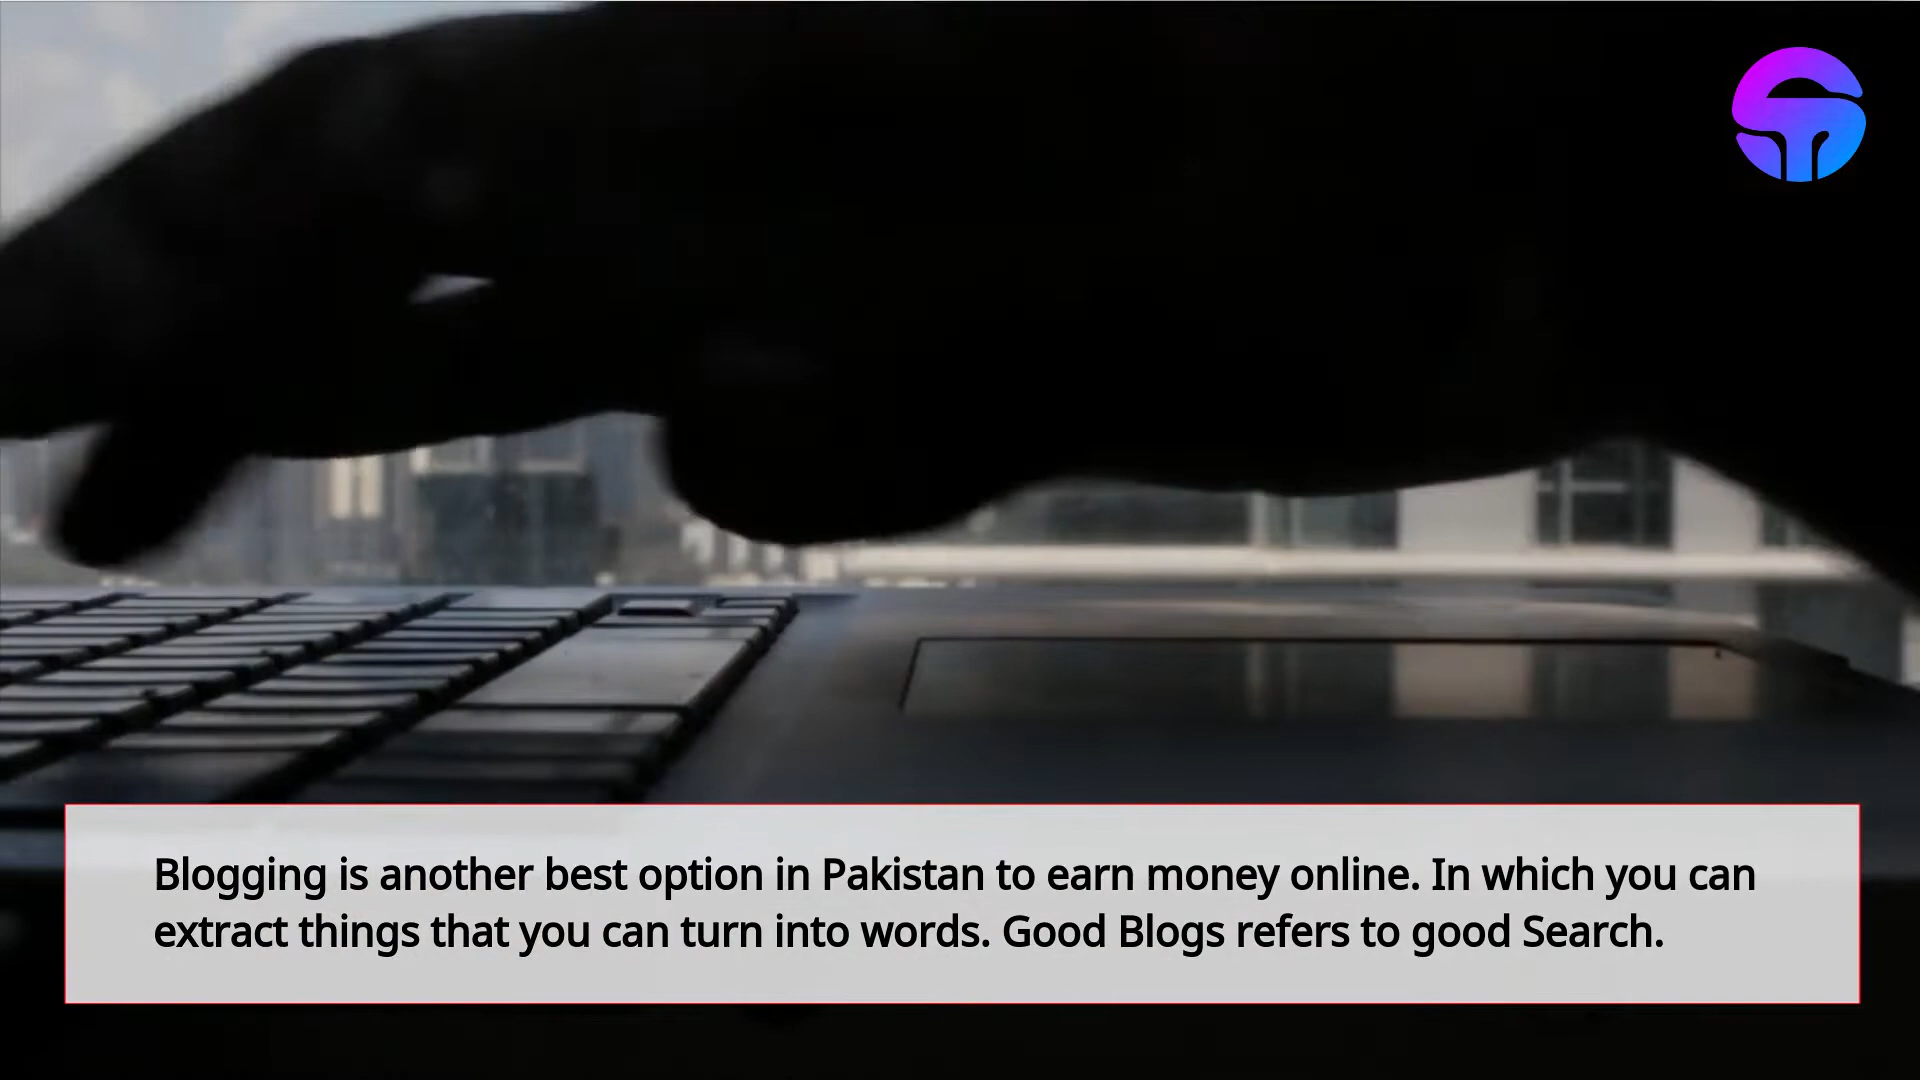 Blogging is another best option in Pakistan to earn money online. In which you can
extract things that you can turn into words. Good Blogs refers to good Search.